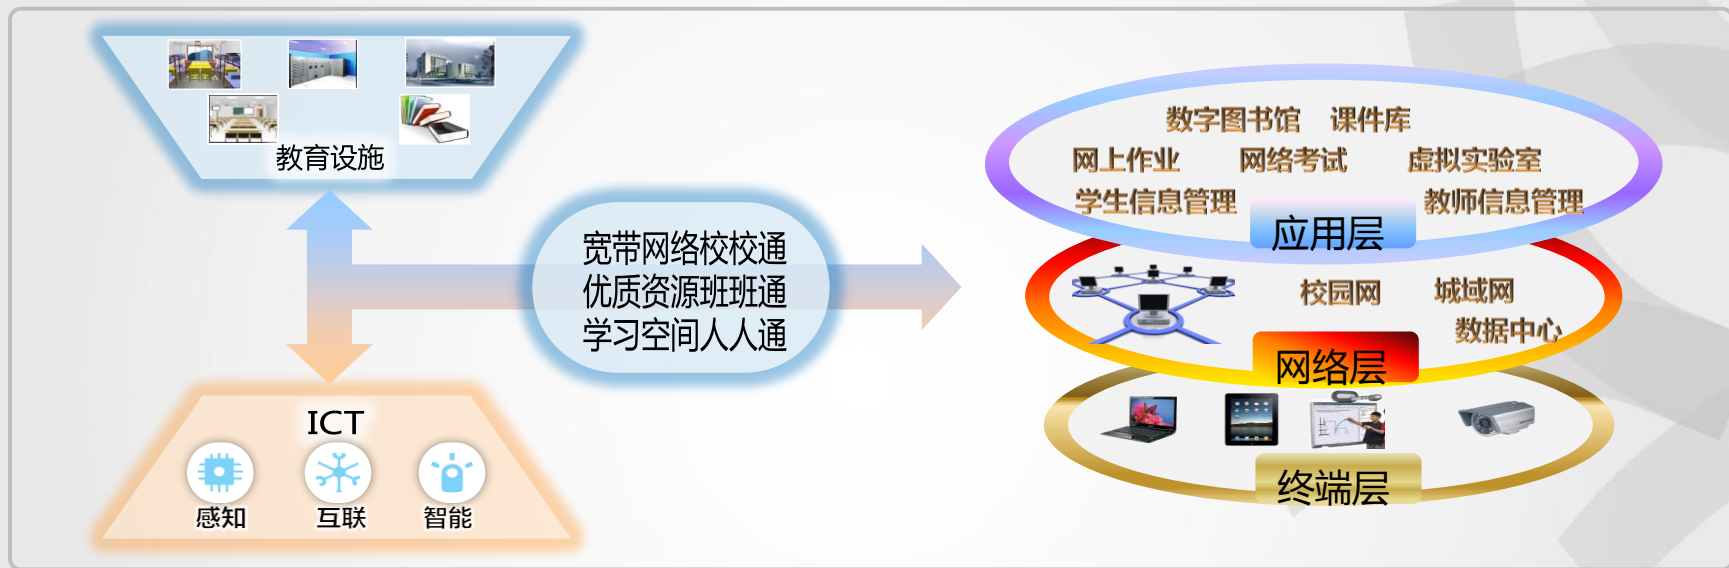 教育设施
宽带网络校校通
优质资源班班通
学习空间人人通
ICT
感知 互联 智能
数字图书馆 课件库
网上作业 网络考试 虚拟实验室
学生信息管理 教师信息管理
应用层
校园网 城域网
数据中心
网络层
终端层